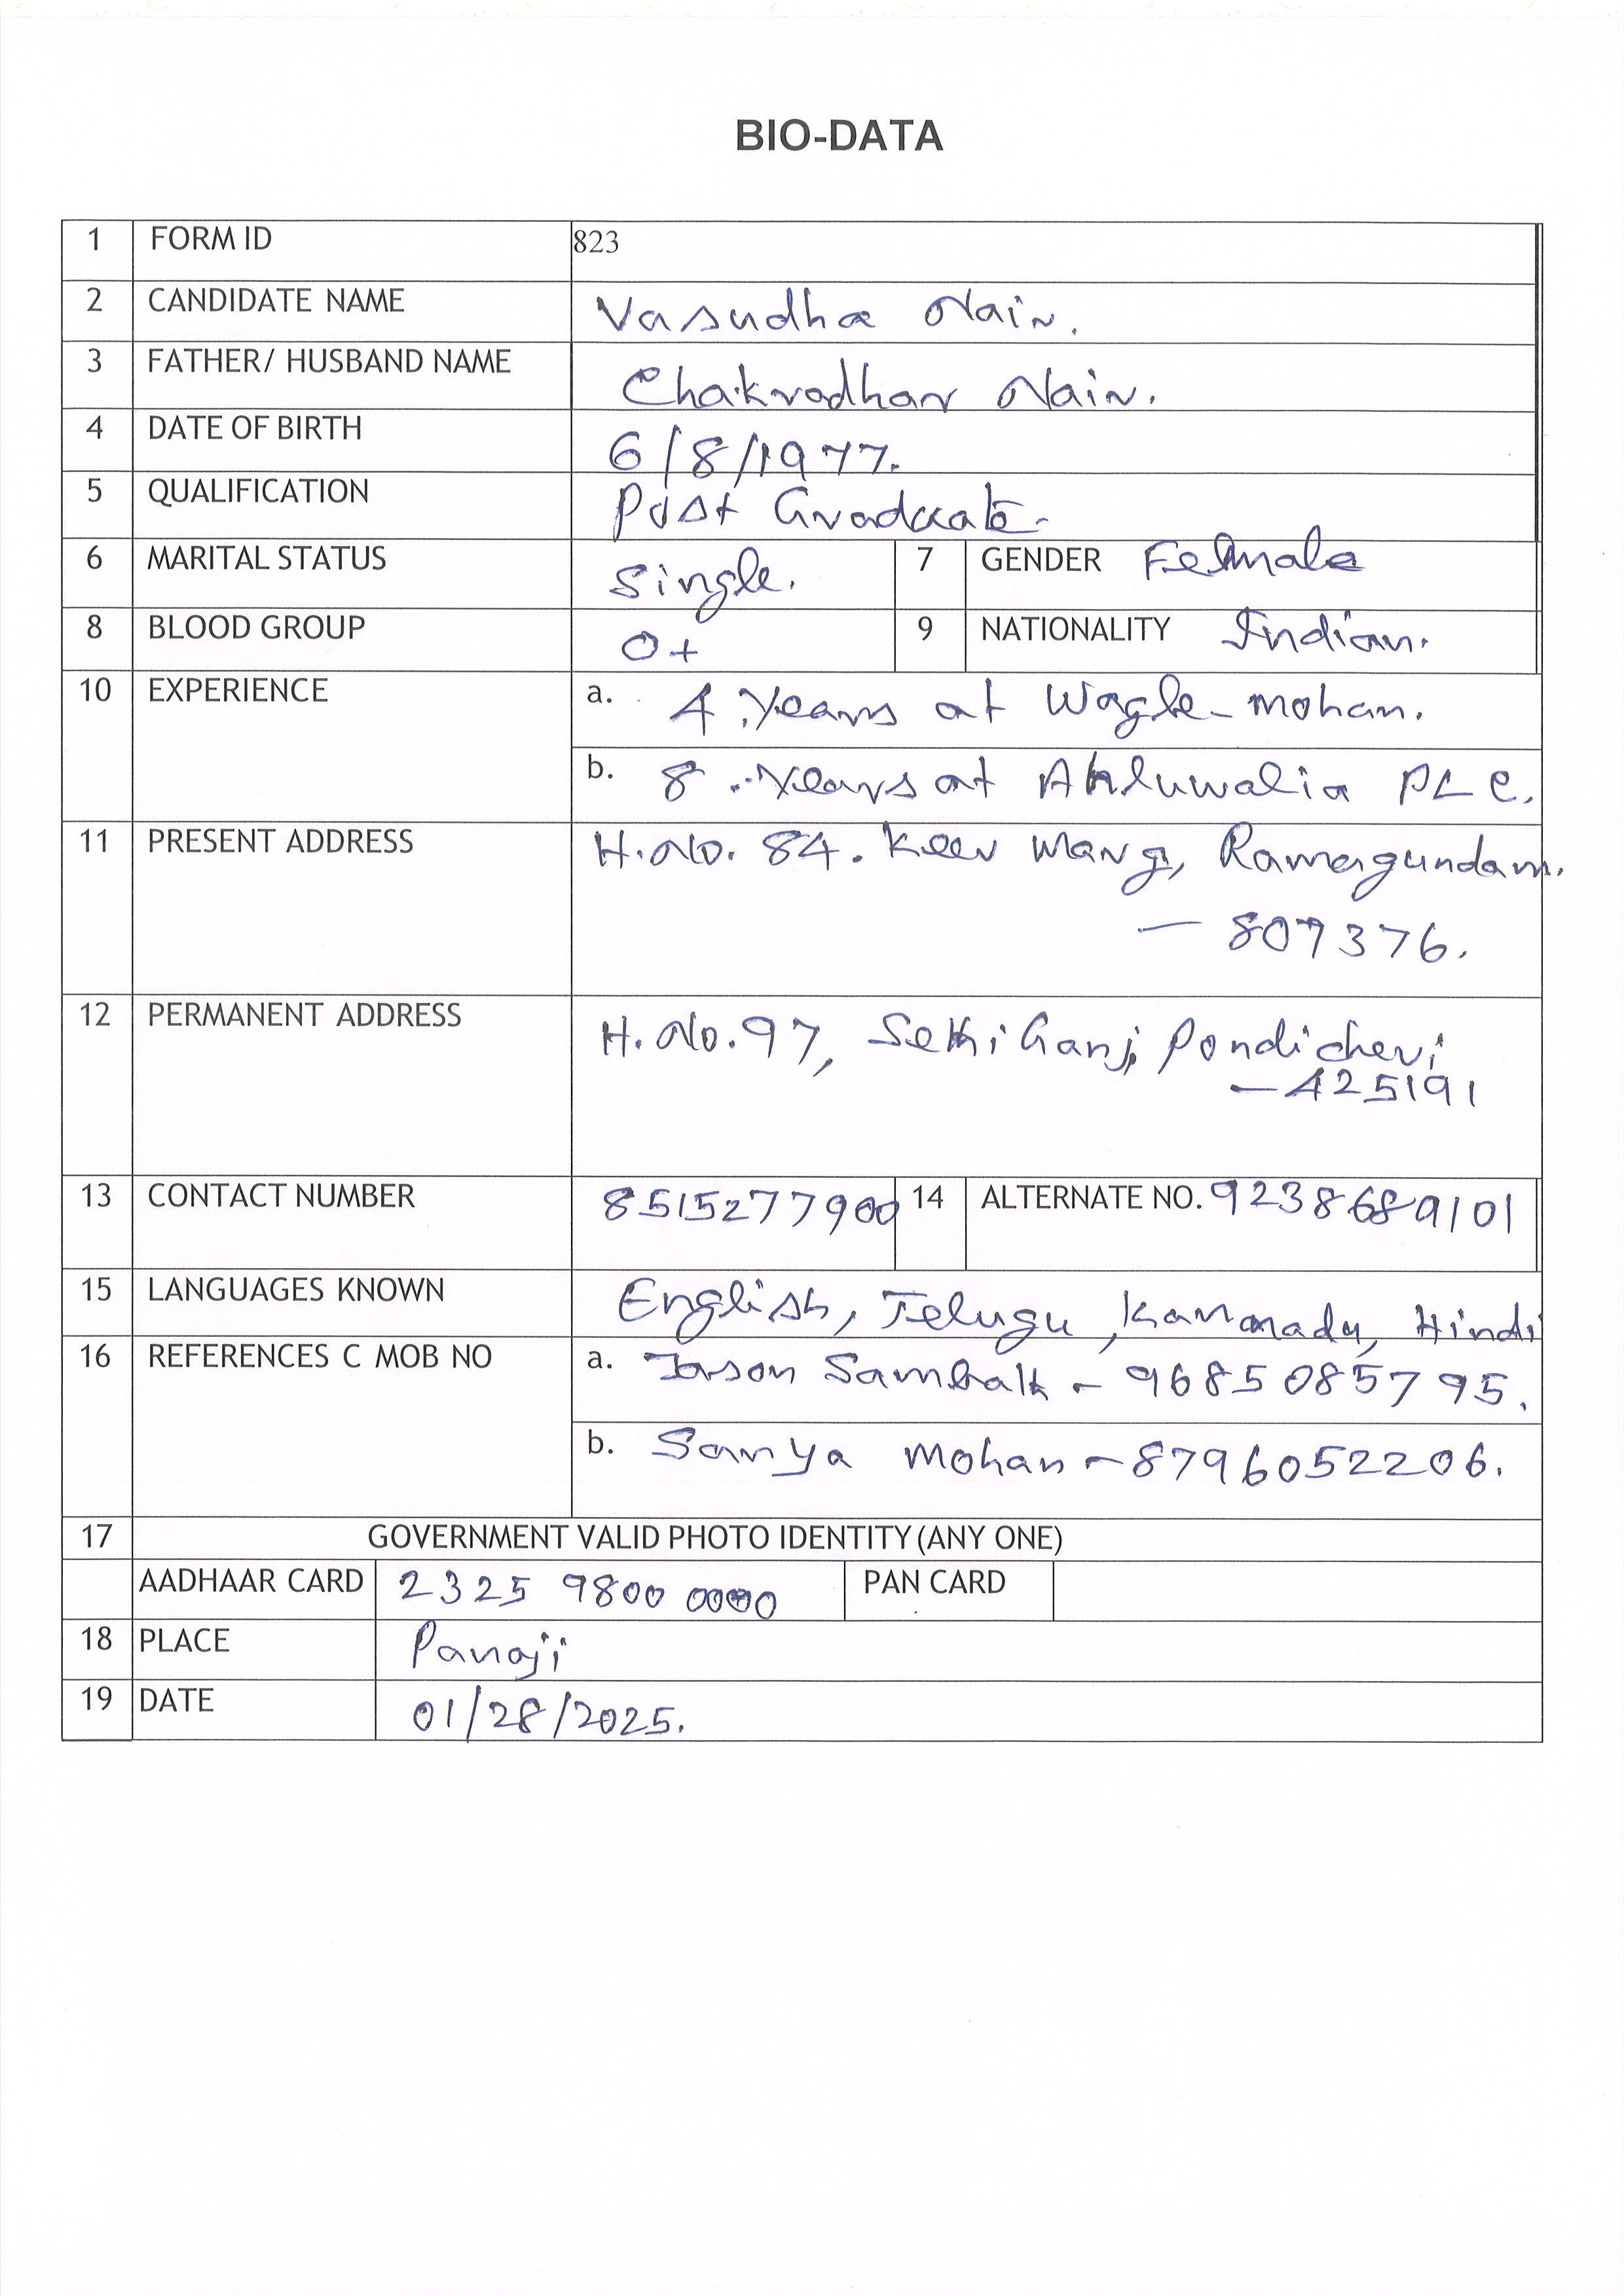 BIO-DATA
1 FORM ID 823
2 CANDIDATE NAME Vasudha Nair.
3 FATHER/ HUSBAND NAME Chakradhar Nair.
4 DATE OF BIRTH 6/8/1977.
5 QUALIFICATION Post Graduate.
6 MARITAL STATUS Single. 7 GENDER Female
8 BLOOD GROUP O+ 9 NATIONALITY Indian.
10 EXPERIENCE a. 4 Years at Wagle-Mohan.
b. 8 Years at Ahluwalia PLC.
11 PRESENT ADDRESS H.No. 84. Keer Marg, Ramagundam.
- 807376.
12 PERMANENT ADDRESS H.No. 97, Sethi Ganj, Pondicheri
- 425191
13 CONTACT NUMBER 8515277900 14 ALTERNATE NO. 9238689101
15 LANGUAGES KNOWN English, Telugu, Kannada, Hindi
16 REFERENCES C MOB NO a. Jason - 9685085795.
b. Sanya Mohan - 8796052206.
17 GOVERNMENT VALID PHOTO IDENTITY (ANY ONE)
AADHAAR CARD 2325 9800 0000 PAN CARD
18 PLACE Panaji
19 DATE 01/28/2025.